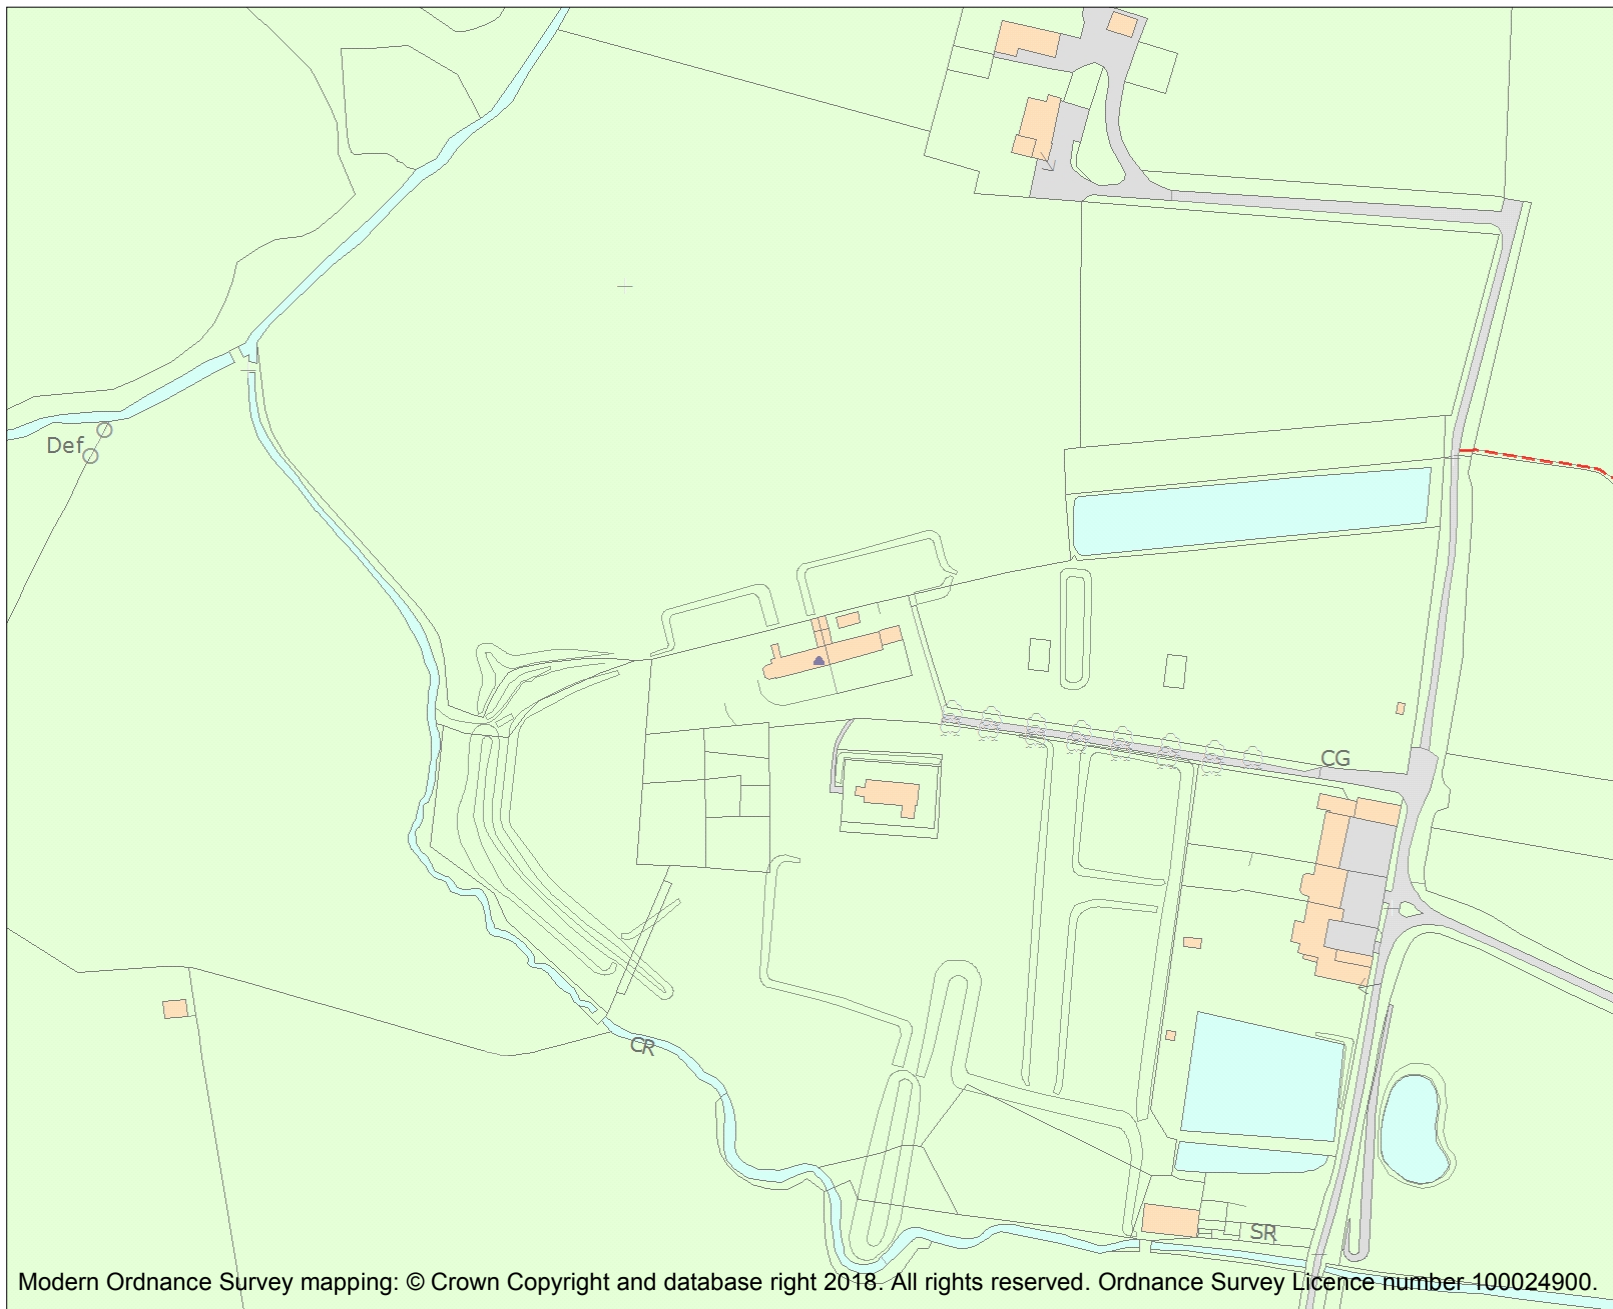 Def
CG
CR
SR
Modern Ordnance Survey mapping: © Crown Copyright and database right 2018. All rights reserved. Ordnance Survey Licence number 100024900.